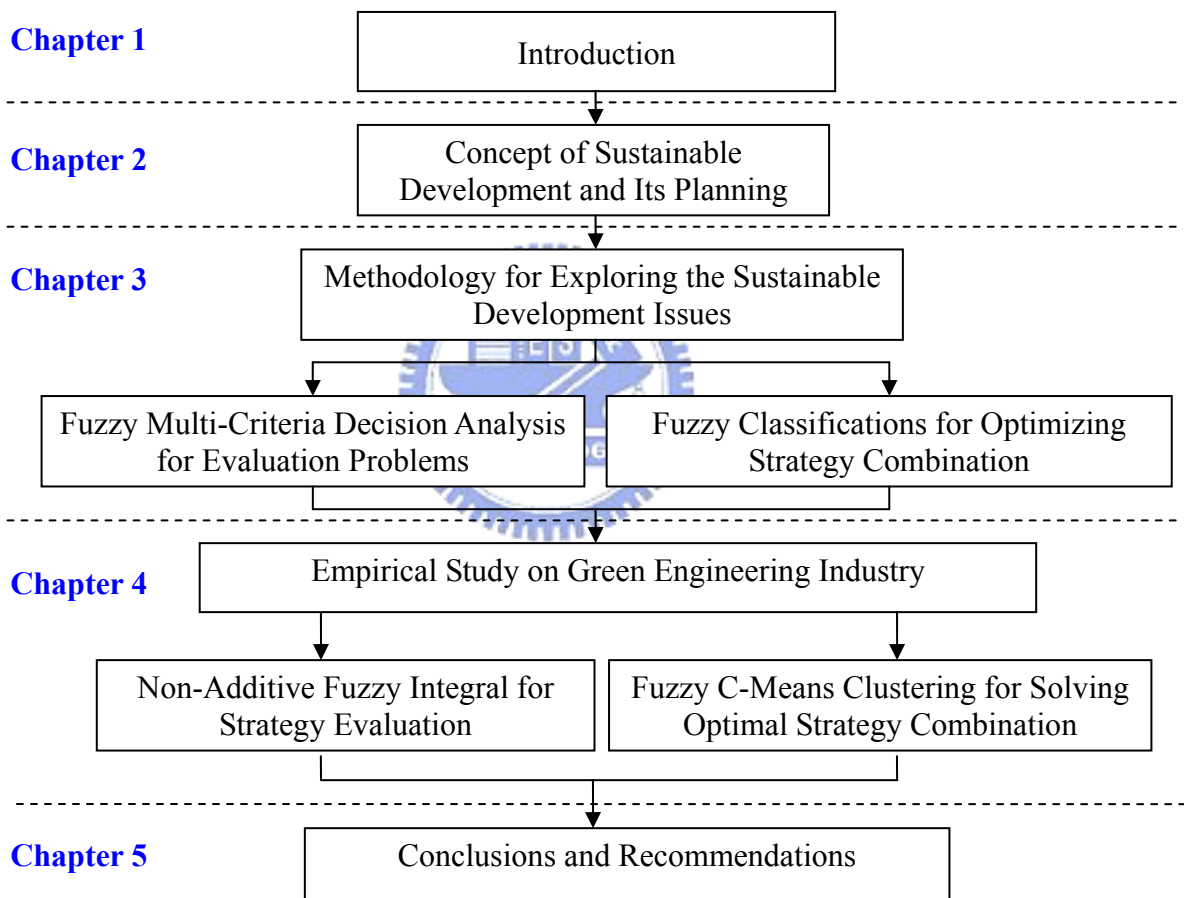 Chapter 1
Introduction
Chapter 2
Concept of Sustainable
Development and Its Planning
Chapter 3
Methodology for Exploring the Sustainable
Development Issues
Fuzzy Multi-Criteria Decision Analysis
for Evaluation Problems
Fuzzy Classifications for Optimizing
Strategy Combination
Chapter 4
Empirical Study on Green Engineering Industry
Non-Additive Fuzzy Integral for
Strategy Evaluation
Fuzzy C-Means Clustering for Solving
Optimal Strategy Combination
Chapter 5
Conclusions and Recommendations